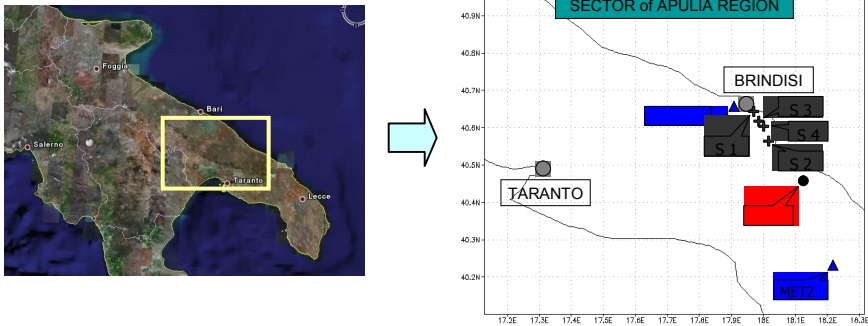 Foggia
Bari
Salerno
Taranto
Lecce
SECTOR of APULIA REGION
40.9N
40.8N
40.7N
40.6N
40.5N
40.4N
40.3N
40.2N
BRINDISI
S 3
S 4
S 1
S 2
TARANTO
MET2
17.2E
17.3E
17.4E
17.5E
17.6E
17.7E
17.8E
17.9E
18E
18.1E
18.2E
18.3E